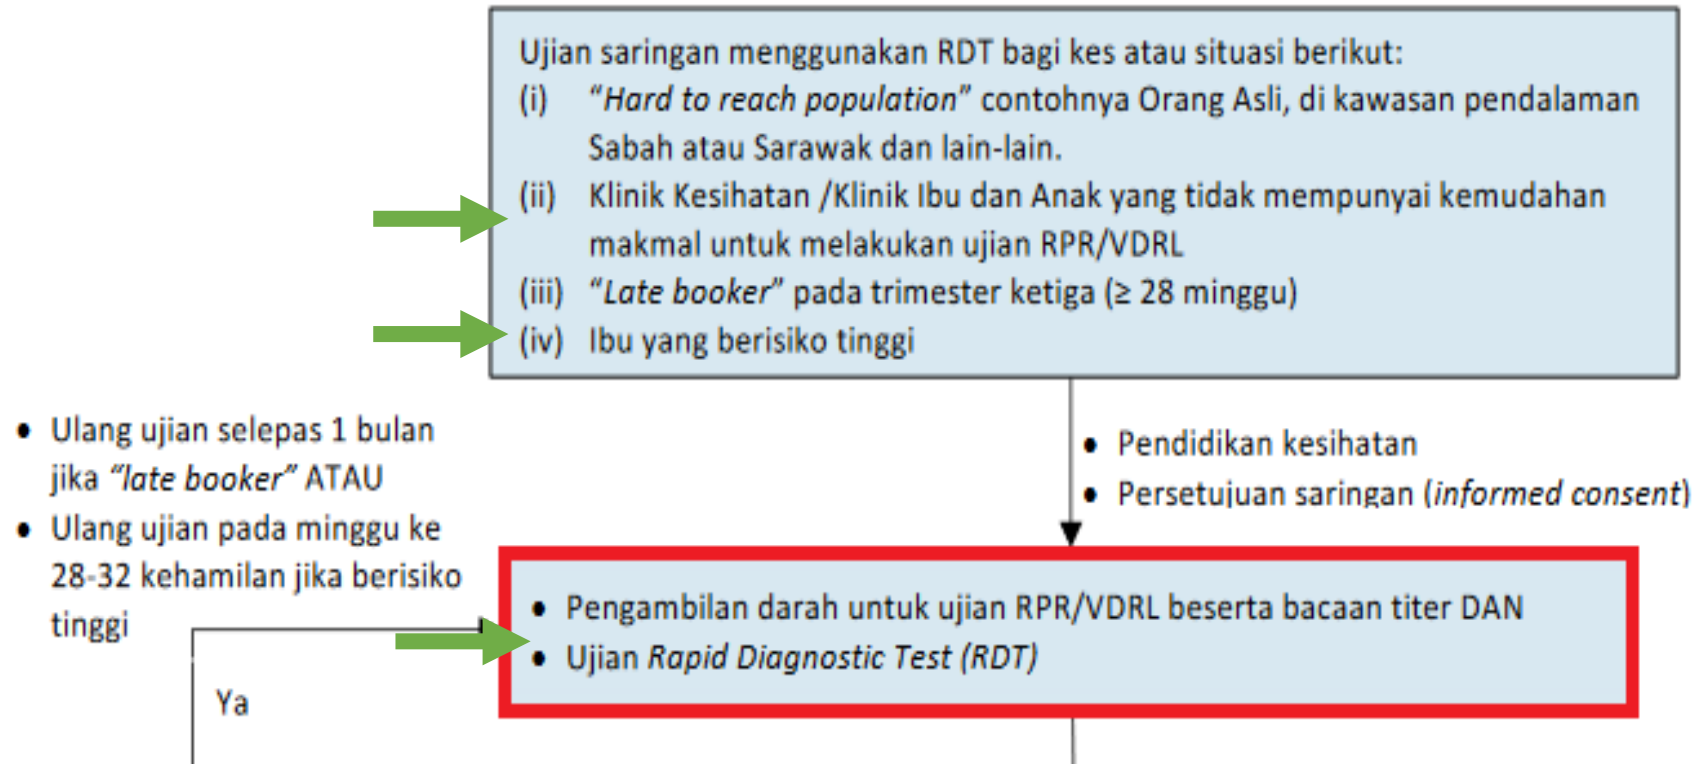 Ujian saringan menggunakan RDT bagi kes atau situasi berikut:
(i) “Hard to reach population” contohnya Orang Asli, di kawasan pendalaman
Sabah atau Sarawak dan lain-lain.
(ii) Klinik Kesihatan /Klinik Ibu dan Anak yang tidak mempunyai kemudahan
makmal untuk melakukan ujian RPR/VDRL
(iii) “Late booker” pada trimester ketiga (≥ 28 minggu)
(iv) Ibu yang berisiko tinggi
● Ulang ujian selepas 1 bulan
jika “late booker” ATAU
● Ulang ujian pada minggu ke
28-32 kehamilan jika berisiko
tinggi
● Pendidikan kesihatan
● Persetujuan saringan (informed consent)
● Pengambilan darah untuk ujian RPR/VDRL beserta bacaan titer DAN
● Ujian Rapid Diagnostic Test (RDT)
Ya